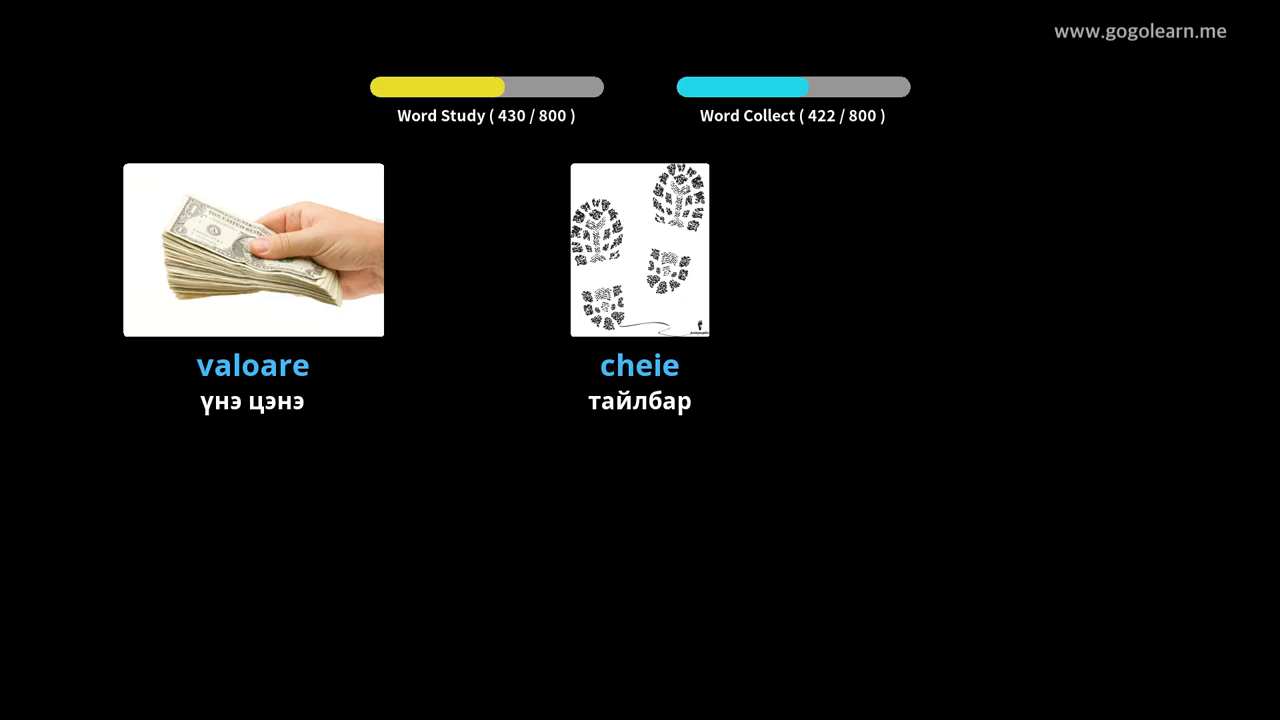 www.gogolearn.me
Word Study ( 430 / 800 )
Word Collect ( 422 / 800 )
valoare
үнэ цэнэ
cheie
тайлбар